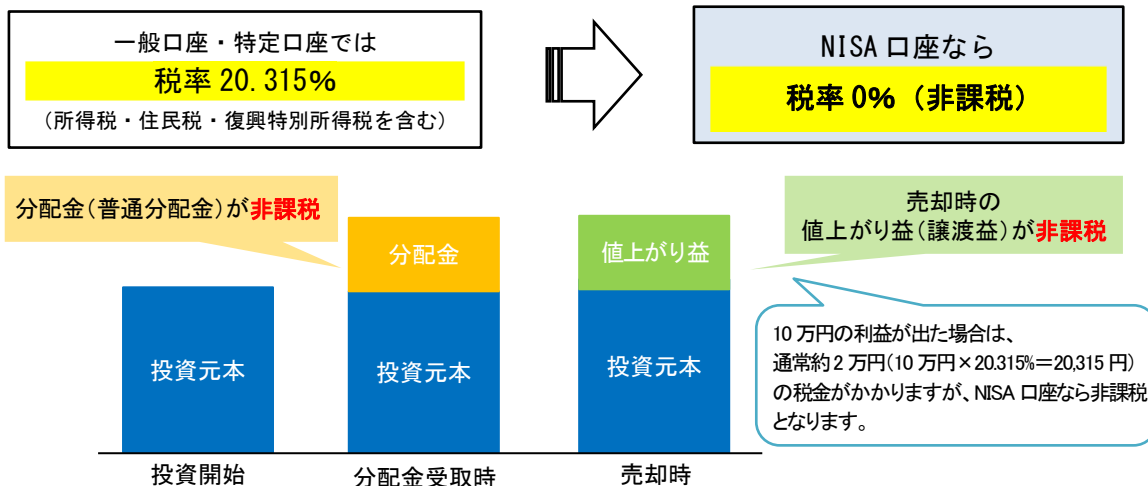 一般口座・特定口座では
税率 20.315%
（所得税・住民税・復興特別所得税を含む）
NISA 口座なら
税率 0%（非課税）
分配金（普通分配金）が非課税
売却時の
値上がり益（譲渡益）が非課税
分配金
値上がり益
投資元本
投資元本
投資元本
10 万円の利益が出た場合は、
通常約 2 万円（10 万円×20.315%＝20,315 円）
の税金がかかりますが、NISA 口座なら非課税
となります。
投資開始
分配金受取時
売却時